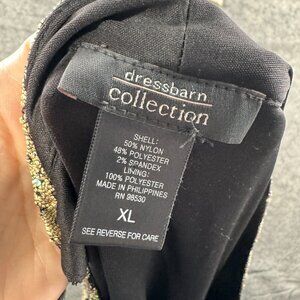 dressbarn
collection
SHELL:
50% NYLON
48% POLYESTER
2% SPANDEX
LINING:
100% POLYESTER
MADE IN PHILIPPINES
RN 98530
XL
SEE REVERSE FOR CARE